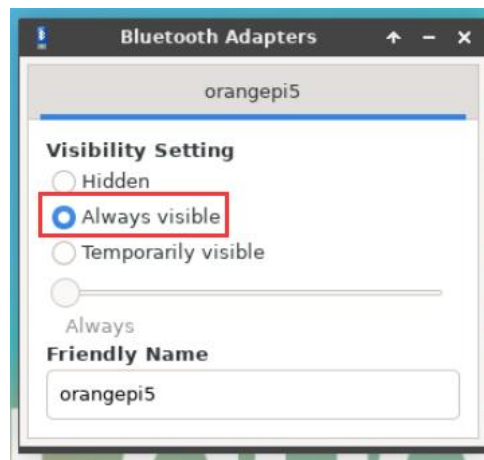 Bluetooth Adapters
orangepi5
Visibility Setting
Hidden
Always visible
Temporarily visible
Always
Friendly Name
orangepi5